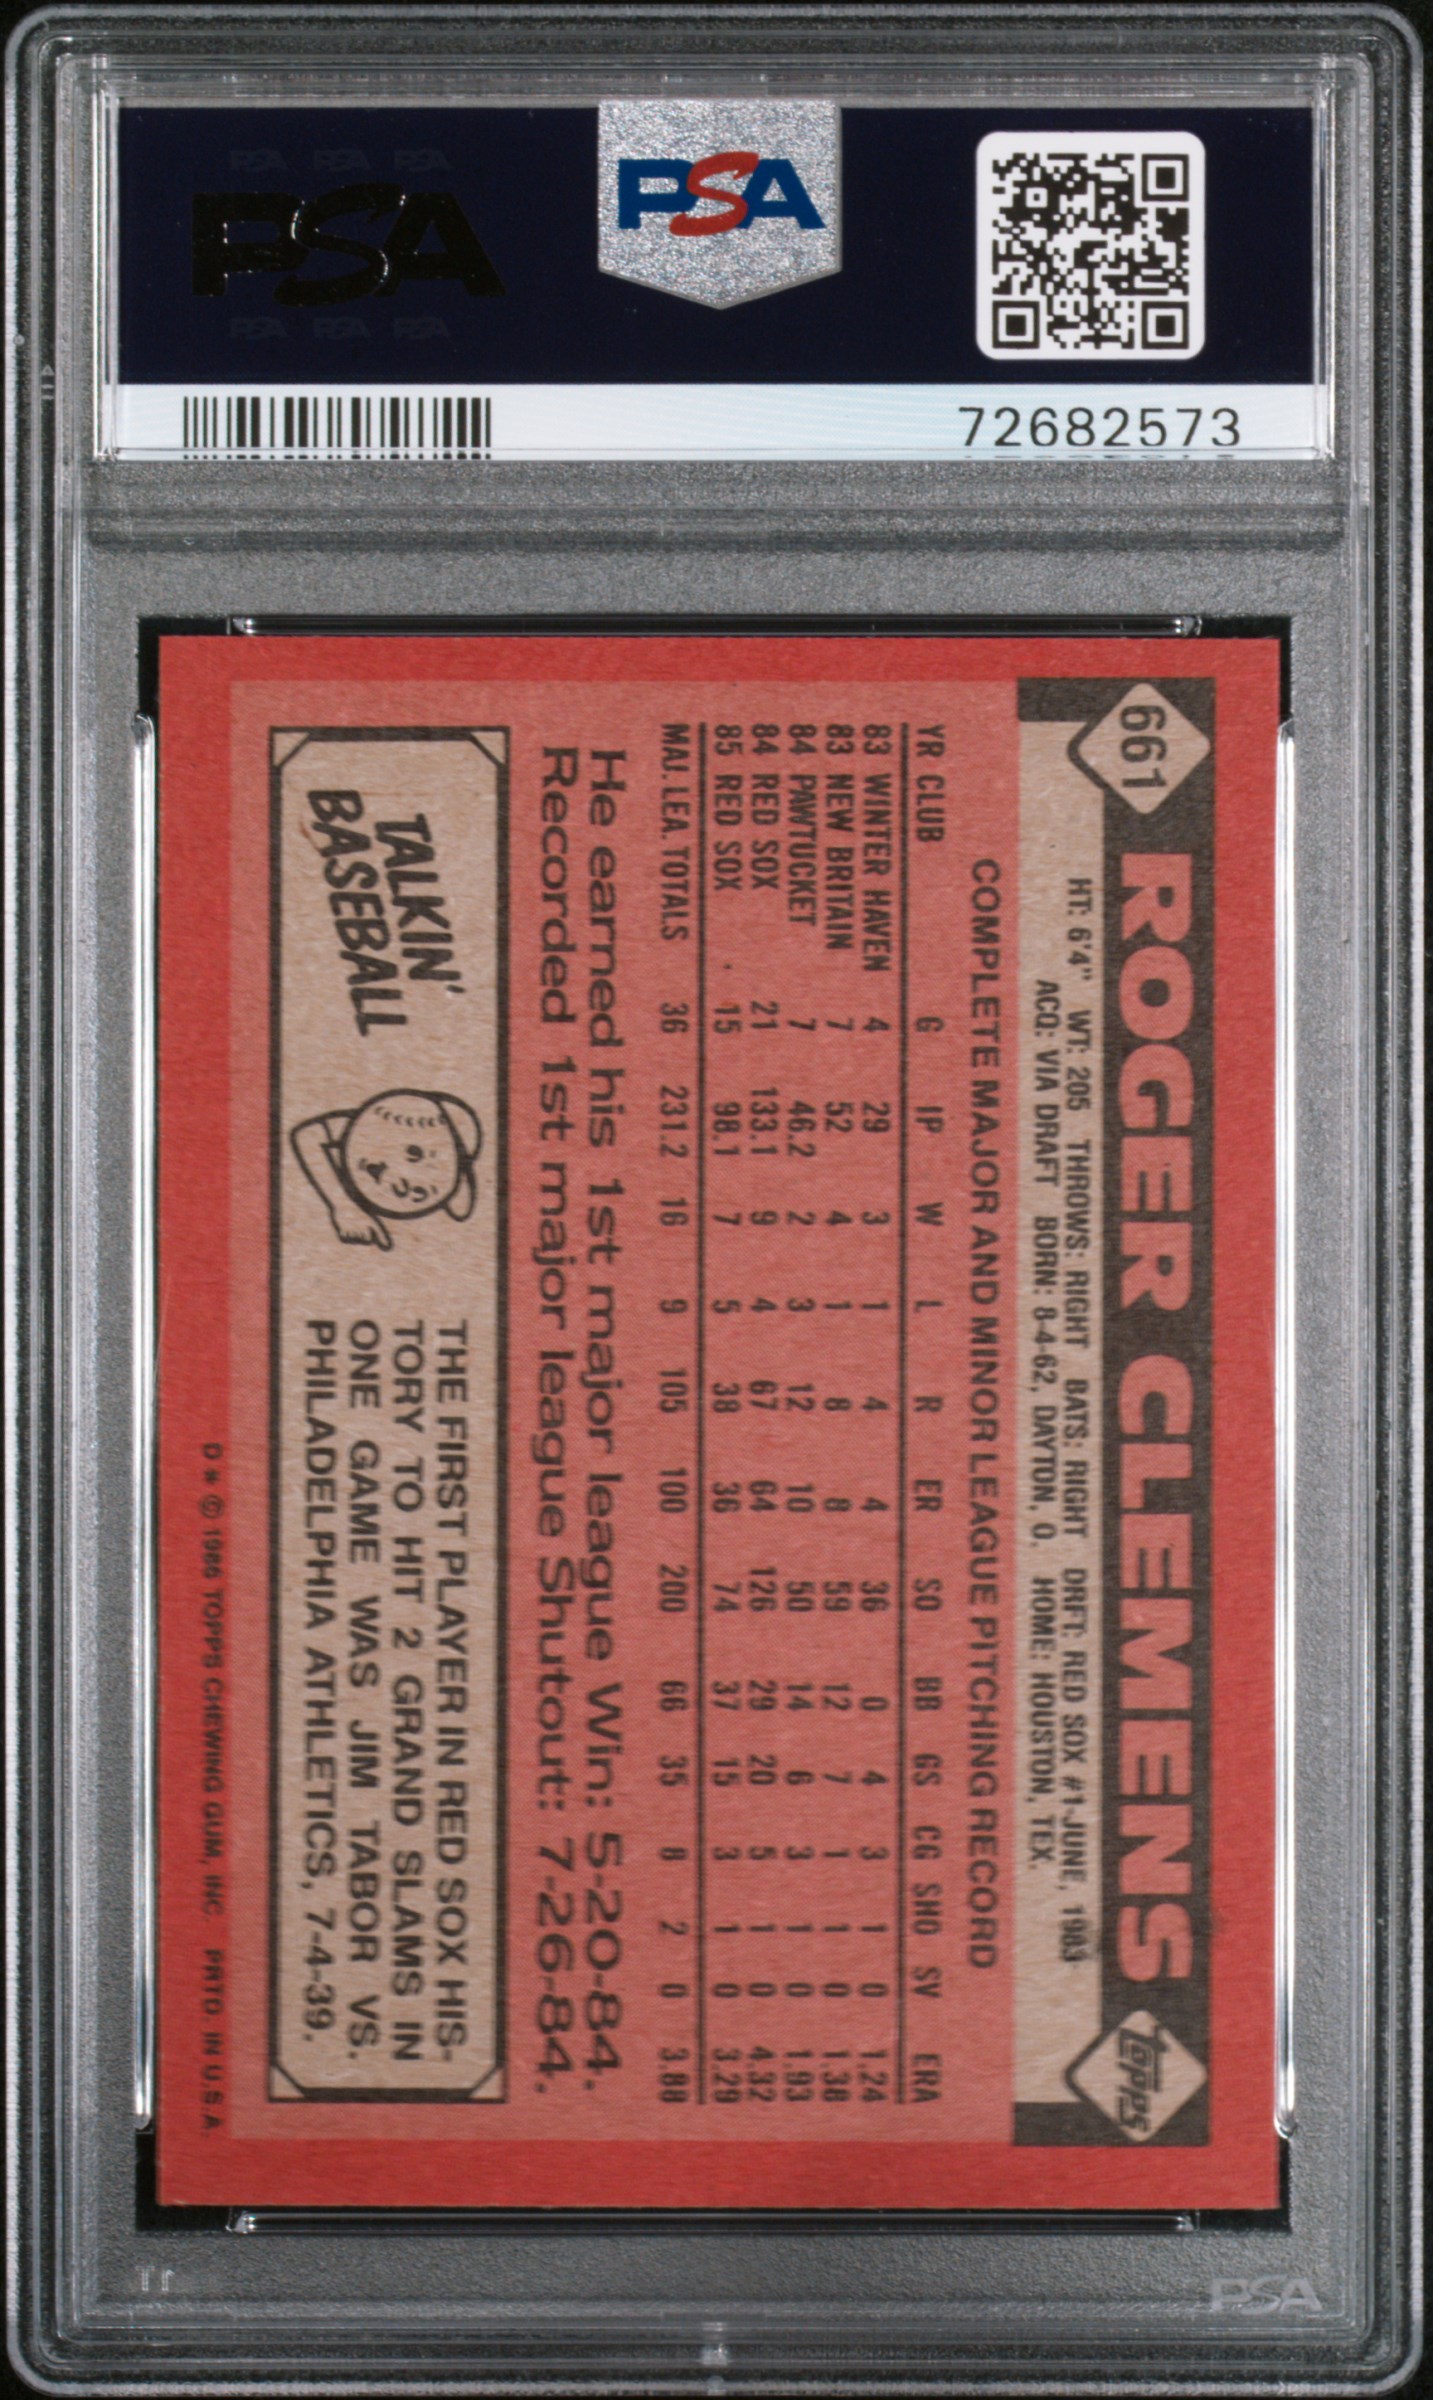 PSA PSA PSA
PSA
PSA PSA PSA
PSA
72682573
661
ROGER CLEMENS
Topps
HT: 6'4" WT: 205 THROWS: RIGHT BATS: RIGHT DRFT: RED SOX #1-JUNE, 1983
ACQ: VIA DRAFT BORN: 8-4-62, DAYTON, O. HOME: HOUSTON, TEX.
COMPLETE MAJOR AND MINOR LEAGUE PITCHING RECORD
YR CLUB G IP W L R ER SO BB GS CG SHO SV ERA
83 WINTER HAVEN 4 29 3 1 4 4 36 0 4 3 1 0 1.24
83 NEW BRITAIN 7 52 4 1 8 8 59 12 7 1 1 0 1.38
84 PAWTUCKET 7 46.2 2 3 12 10 50 14 6 3 1 0 1.93
84 RED SOX 21 133.1 9 4 67 64 126 29 20 5 1 0 4.32
85 RED SOX 15 98.1 7 5 38 36 74 37 15 3 1 0 3.29
MAJ. LEA. TOTALS 36 231.2 16 9 105 100 200 66 35 8 2 0 3.88
He earned his 1st major league Win: 5-20-84.
Recorded 1st major league Shutout: 7-26-84.
TALKIN'
BASEBALL
THE FIRST PLAYER IN RED SOX HIS-
TORY TO HIT 2 GRAND SLAMS IN
ONE GAME WAS JIM TABOR VS.
PHILADELPHIA ATHLETICS, 7-4-39.
D* © 1986 TOPPS CHEWING GUM, INC. PRTD. IN U.S.A.
PSA